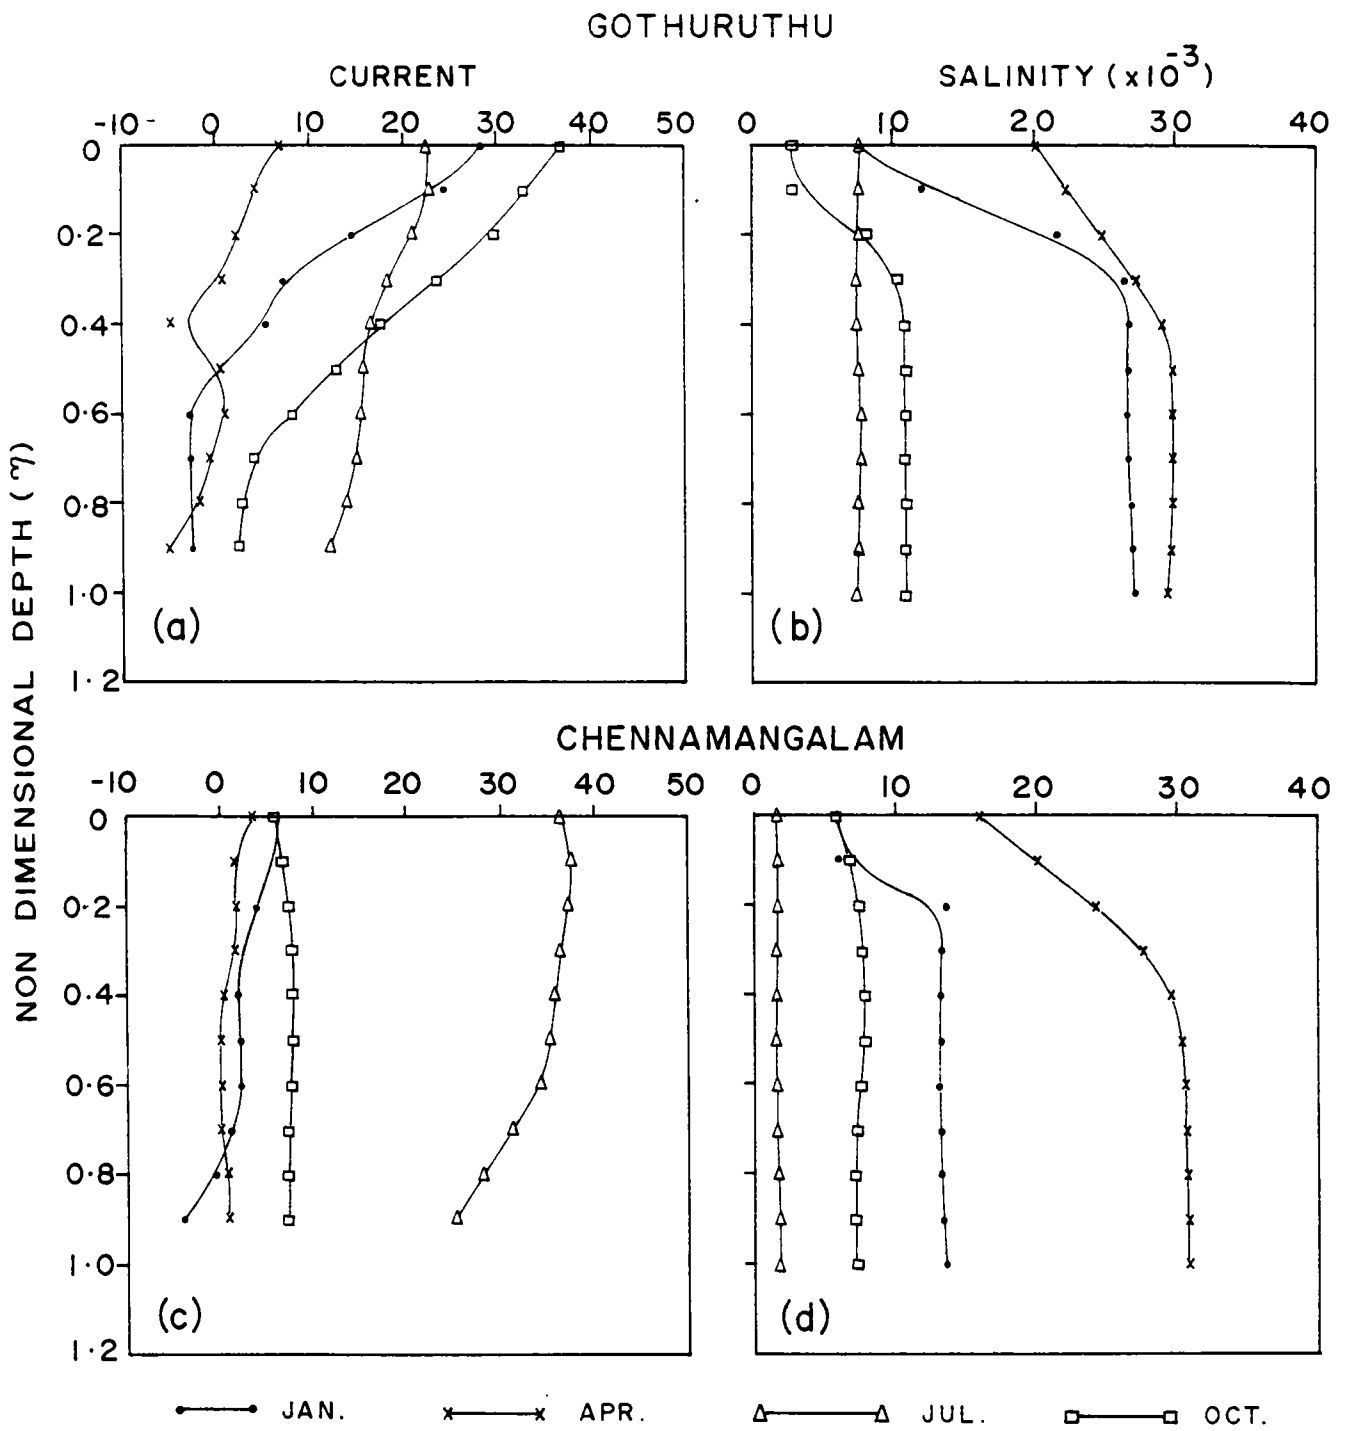 GOTHURUTHU
CURRENT
SALINITY (x10⁻³)
-10 0 10 20 30 40 50
0 10 20 30 40
0
0.2
0.4
0.6
0.8
1.0
1.2
(a)
(b)
NON DIMENSIONAL DEPTH (η)
CHENNAMANGALAM
-10 0 10 20 30 40 50
0 10 20 30 40
0
0.2
0.4
0.6
0.8
1.0
1.2
(c)
(d)
JAN. APR. JUL. OCT.